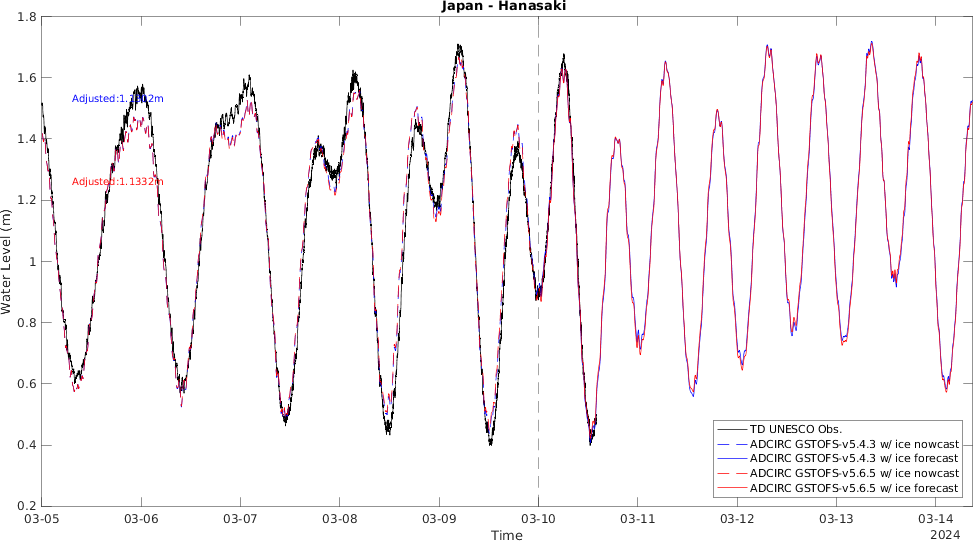 Japan - Hanasaki
1.8
1.6
1.4
1.2
1
0.8
0.6
0.4
0.2
Water Level (m)
Adjusted:
Adjusted:1.1332m
TD UNESCO Obs.
ADCIRC GSTOFS-v5.4.3 w/ ice nowcast
ADCIRC GSTOFS-v5.4.3 w/ ice forecast
ADCIRC GSTOFS-v5.6.5 w/ ice nowcast
ADCIRC GSTOFS-v5.6.5 w/ ice forecast
03-05 03-06 03-07 03-08 03-09 03-10 03-11 03-12 03-13 03-14
Time
2024